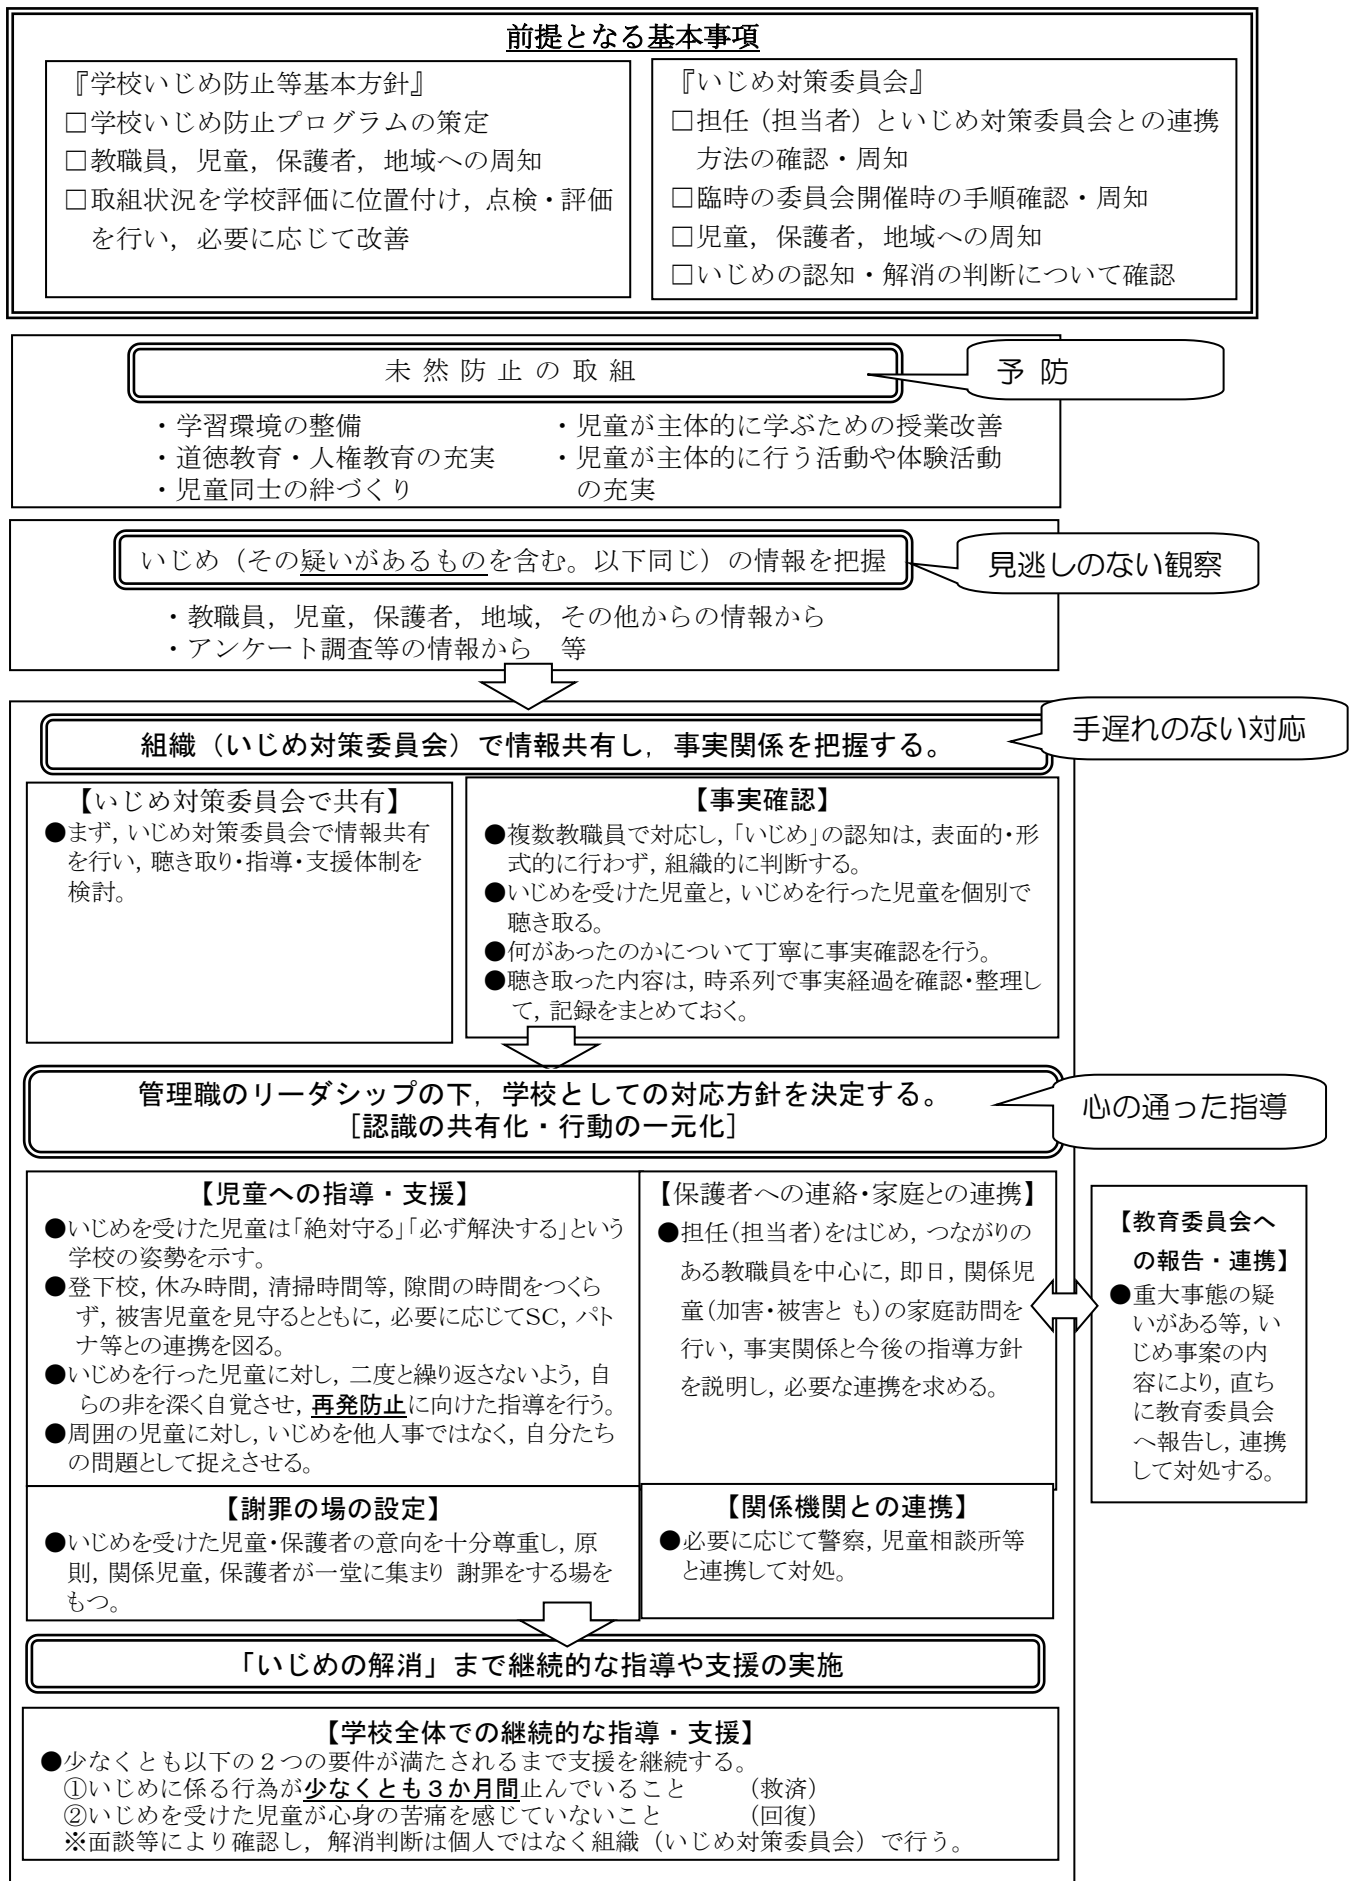 前提となる基本事項
『学校いじめ防止等基本方針』
□学校いじめ防止プログラムの策定
□教職員，児童，保護者，地域への周知
□取組状況を学校評価に位置付け，点検・評価
を行い，必要に応じて改善
『いじめ対策委員会』
□担任（担当者）といじめ対策委員会との連携
方法の確認・周知
□臨時の委員会開催時の手順確認・周知
□児童，保護者，地域への周知
□いじめの認知・解消の判断について確認
未然防止の取組
予 防
・学習環境の整備
・道徳教育・人権教育の充実
・児童同士の絆づくり
・児童が主体的に学ぶための授業改善
・児童が主体的に行う活動や体験活動
の充実
いじめ（その疑いがあるものを含む。以下同じ）の情報を把握
見逃しのない観察
・教職員，児童，保護者，地域，その他からの情報から
・アンケート調査等の情報から　等
組織（いじめ対策委員会）で情報共有し，事実関係を把握する。
手遅れのない対応
【いじめ対策委員会で共有】
●まず，いじめ対策委員会で情報共有
を行い，聴き取り・指導・支援体制を
検討。
【事実確認】
●複数教職員で対応し，「いじめ」の認知は，表面的・形
式的に行わず，組織的に判断する。
●いじめを受けた児童と，いじめを行った児童を個別で
聴き取る。
●何があったのかについて丁寧に事実確認を行う。
●聴き取った内容は，時系列で事実経過を確認・整理し
て，記録をまとめておく。
管理職のリーダシップの下，学校としての対応方針を決定する。
［認識の共有化・行動の一元化］
心の通った指導
【児童への指導・支援】
●いじめを受けた児童は「絶対守る」「必ず解決する」という
学校の姿勢を示す。
●登下校，休み時間，清掃時間等，隙間の時間をつくら
ず，被害児童を見守るとともに，必要に応じてSC，パト
ナ等との連携を図る。
●いじめを行った児童に対し，二度と繰り返さないよう，自
らの非を深く自覚させ，再発防止に向けた指導を行う。
●周囲の児童に対し，いじめを他人事ではなく，自分たち
の問題として捉えさせる。
【保護者への連絡・家庭との連携】
●担任（担当者）をはじめ，つながりの
ある教職員を中心に，即日，関係児
童（加害・被害と も）の家庭訪問を
行い，事実関係と今後の指導方針
を説明し，必要な連携を求める。
【教育委員会へ
の報告・連携】
●重大事態の疑
いがある等，い
じめ事案の内
容により，直ち
に教育委員会
へ報告し，連携
して対処する。
【謝罪の場の設定】
●いじめを受けた児童・保護者の意向を十分尊重し，原
則，関係児童，保護者が一堂に集まり 謝罪をする場を
もつ。
【関係機関との連携】
●必要に応じて警察，児童相談所等
と連携して対処。
「いじめの解消」まで継続的な指導や支援の実施
【学校全体での継続的な指導・支援】
●少なくとも以下の２つの要件が満たされるまで支援を継続する。
①いじめに係る行為が少なくとも３か月間止んでいること　　（救済）
②いじめを受けた児童が心身の苦痛を感じていないこと　　　（回復）
※面談等により確認し，解消判断は個人ではなく組織（いじめ対策委員会）で行う。